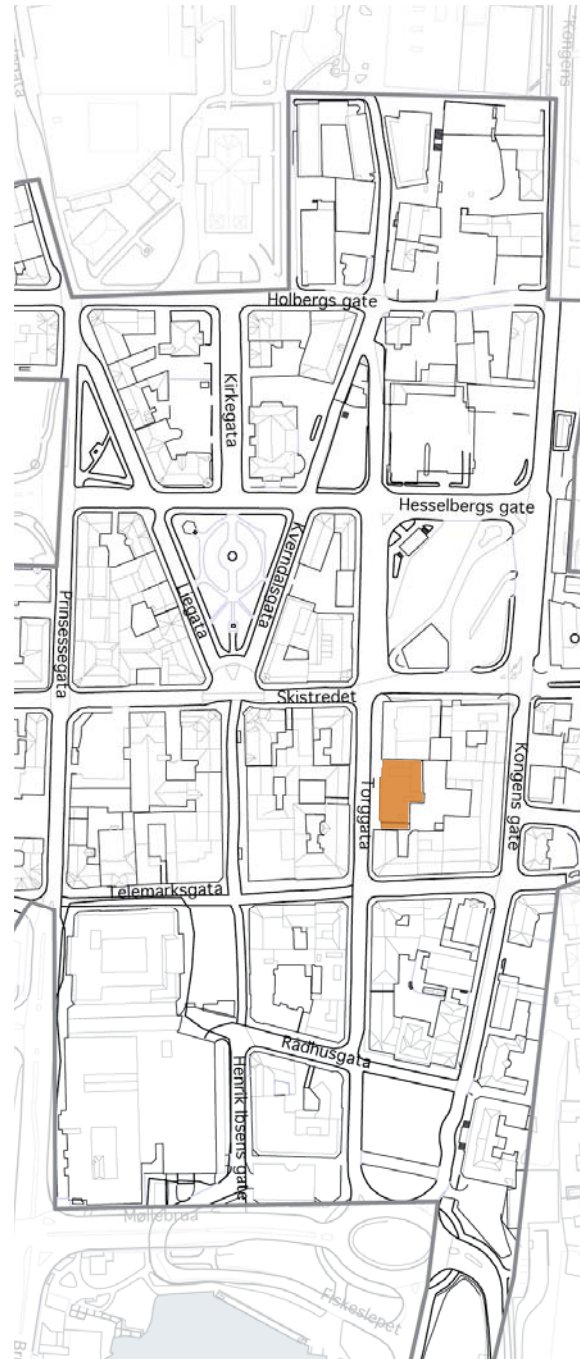 Kongens
Holbergs gate
Kirkegata
Hesselbergs gate
Kverndalsgata
Liegata
Prinsessegata
Skistredet
Torggata
Kongens gate
Telemarksgata
Rådhusgata
Henrik Ibsens gate
Møllebrua
Fiskeslepet